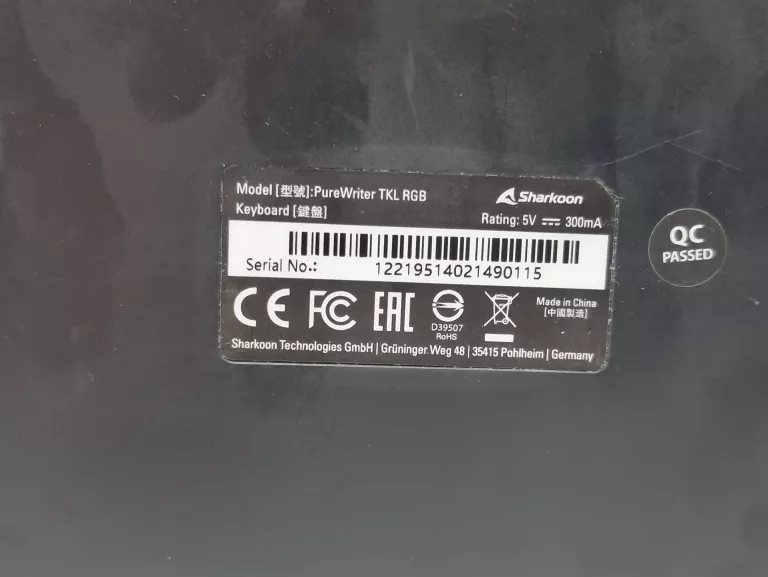 Model [型號]:PureWriter TKL RGB
Keyboard [鍵盤]
Sharkoon
Rating: 5V 300mA
Serial No.: 12219514021490115
CE FC EAC
D39507
RoHS
Made in China
[中國製造]
Sharkoon Technologies GmbH | Grüninger Weg 48 | 35415 Pohlheim | Germany
QC
PASSED